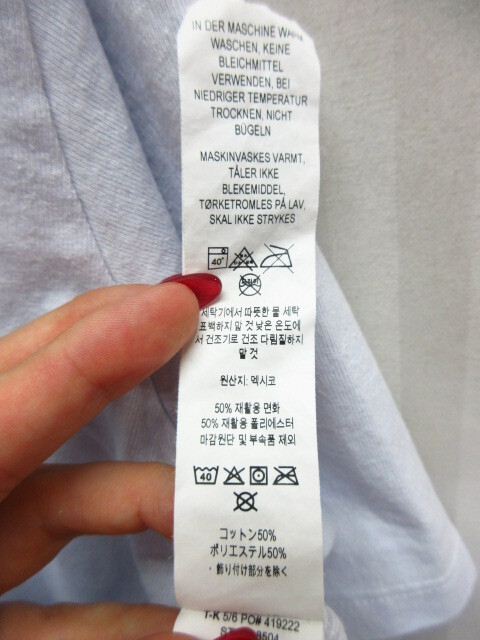 IN DER MASCHINE WARM
WASCHEN, KEINE
BLEICHMITTEL
VERWENDEN, BEI
NIEDRIGER TEMPERATUR
TROCKNEN, NICHT
BÜGELN
MASKINVASKES VARMT,
TÅLER IKKE
BLEKEMIDDEL,
TØRKETROMLES PÅ LAV,
SKAL IKKE STRYKES
40°
세탁기에서 따뜻한 물 세탁
표백하지 말 것 낮은 온도에
서 건조기로 건조 다림질하지
말 것
원산지: 멕시코
50% 재활용 면화
50% 재활용 폴리에스터
마감원단 및 부속품 제외
40
コットン50%
ポリエステル50%
・飾り付け部分を除く
T-K 5/6 PO# 419222
8504